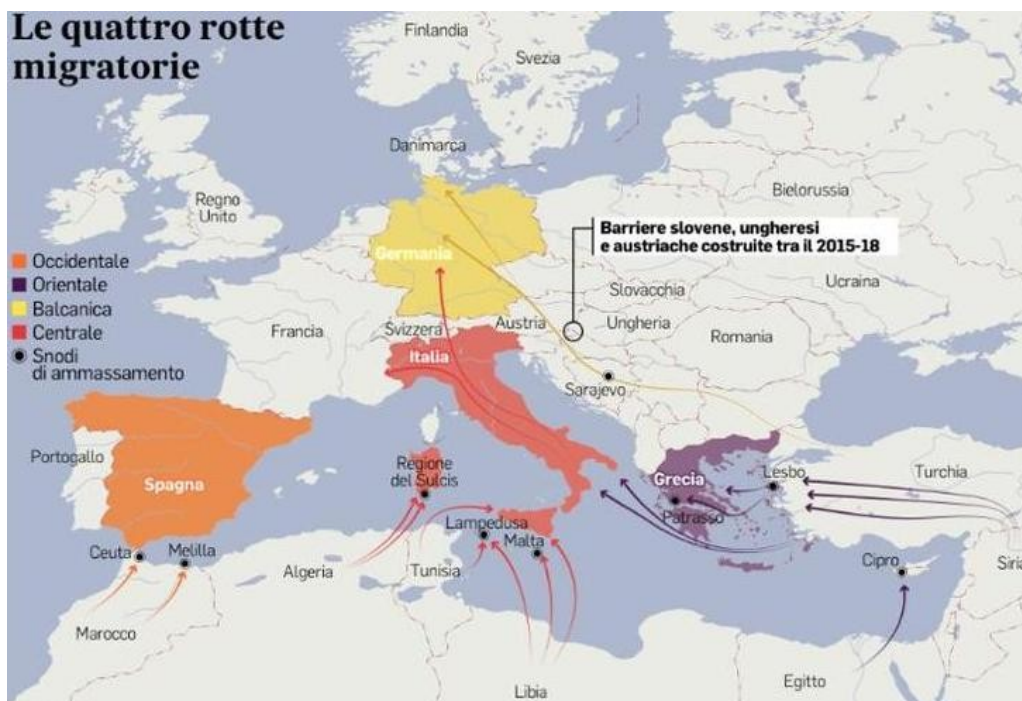 Le quattro rotte
migratorie
Finlandia
Svezia
Danimarca
Bielorussia
Regno
Unito
Barriere slovene, ungheresi
e austriache costruite tra il 2015-18
Germania
Occidentale
Orientale
Balcanica
Centrale
Snodi
di ammassamento
Slovacchia
Ucraina
Francia
Svizzera
Austria
Ungheria
Romania
Italia
Sarajevo
Portogallo
Spagna
Regione
del Sulcis
Grecia
Lesbo
Turchia
Patrasso
Lampedusa
Malta
Ceuta
Melilla
Algeria
Tunisia
Cipro
Siria
Marocco
Libia
Egitto